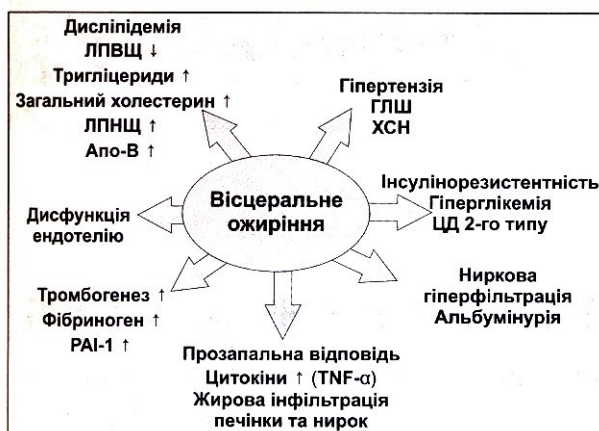 Дисліпідемія
ЛПВЩ ↓
Тригліцериди ↑
Загальний холестерин ↑
ЛПНЩ ↑
Апо-В ↑
Гіпертензія
ГЛШ
ХСН
Вісцеральне
ожиріння
Інсулінорезистентність
Гіперглікемія
ЦД 2-го типу
Дисфункція
ендотелію
Ниркова
гіперфільтрація
Альбумінурія
Тромбогенез ↑
Фібриноген ↑
PAI-1 ↑
Прозапальна відповідь
Цитокіни ↑ (TNF-α)
Жирова інфільтрація
печінки та нирок